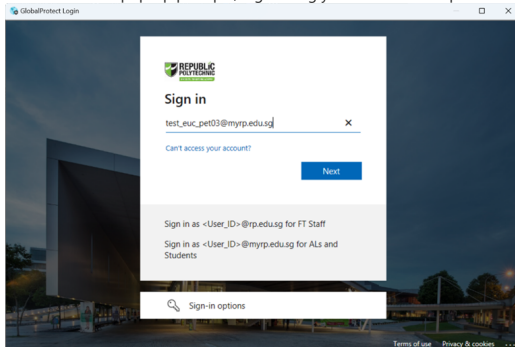 GlobalProtect Login
REPUBLIC
POLYTECHNIC
Sign in
test_euc_pet03@myrp.edu.sg
Can't access your account?
Next
Sign in as <User_ID>@rp.edu.sg for FT Staff
Sign in as <User_ID>@myrp.edu.sg for ALs and
Students
Sign-in options
Terms of use Privacy & cookies ...